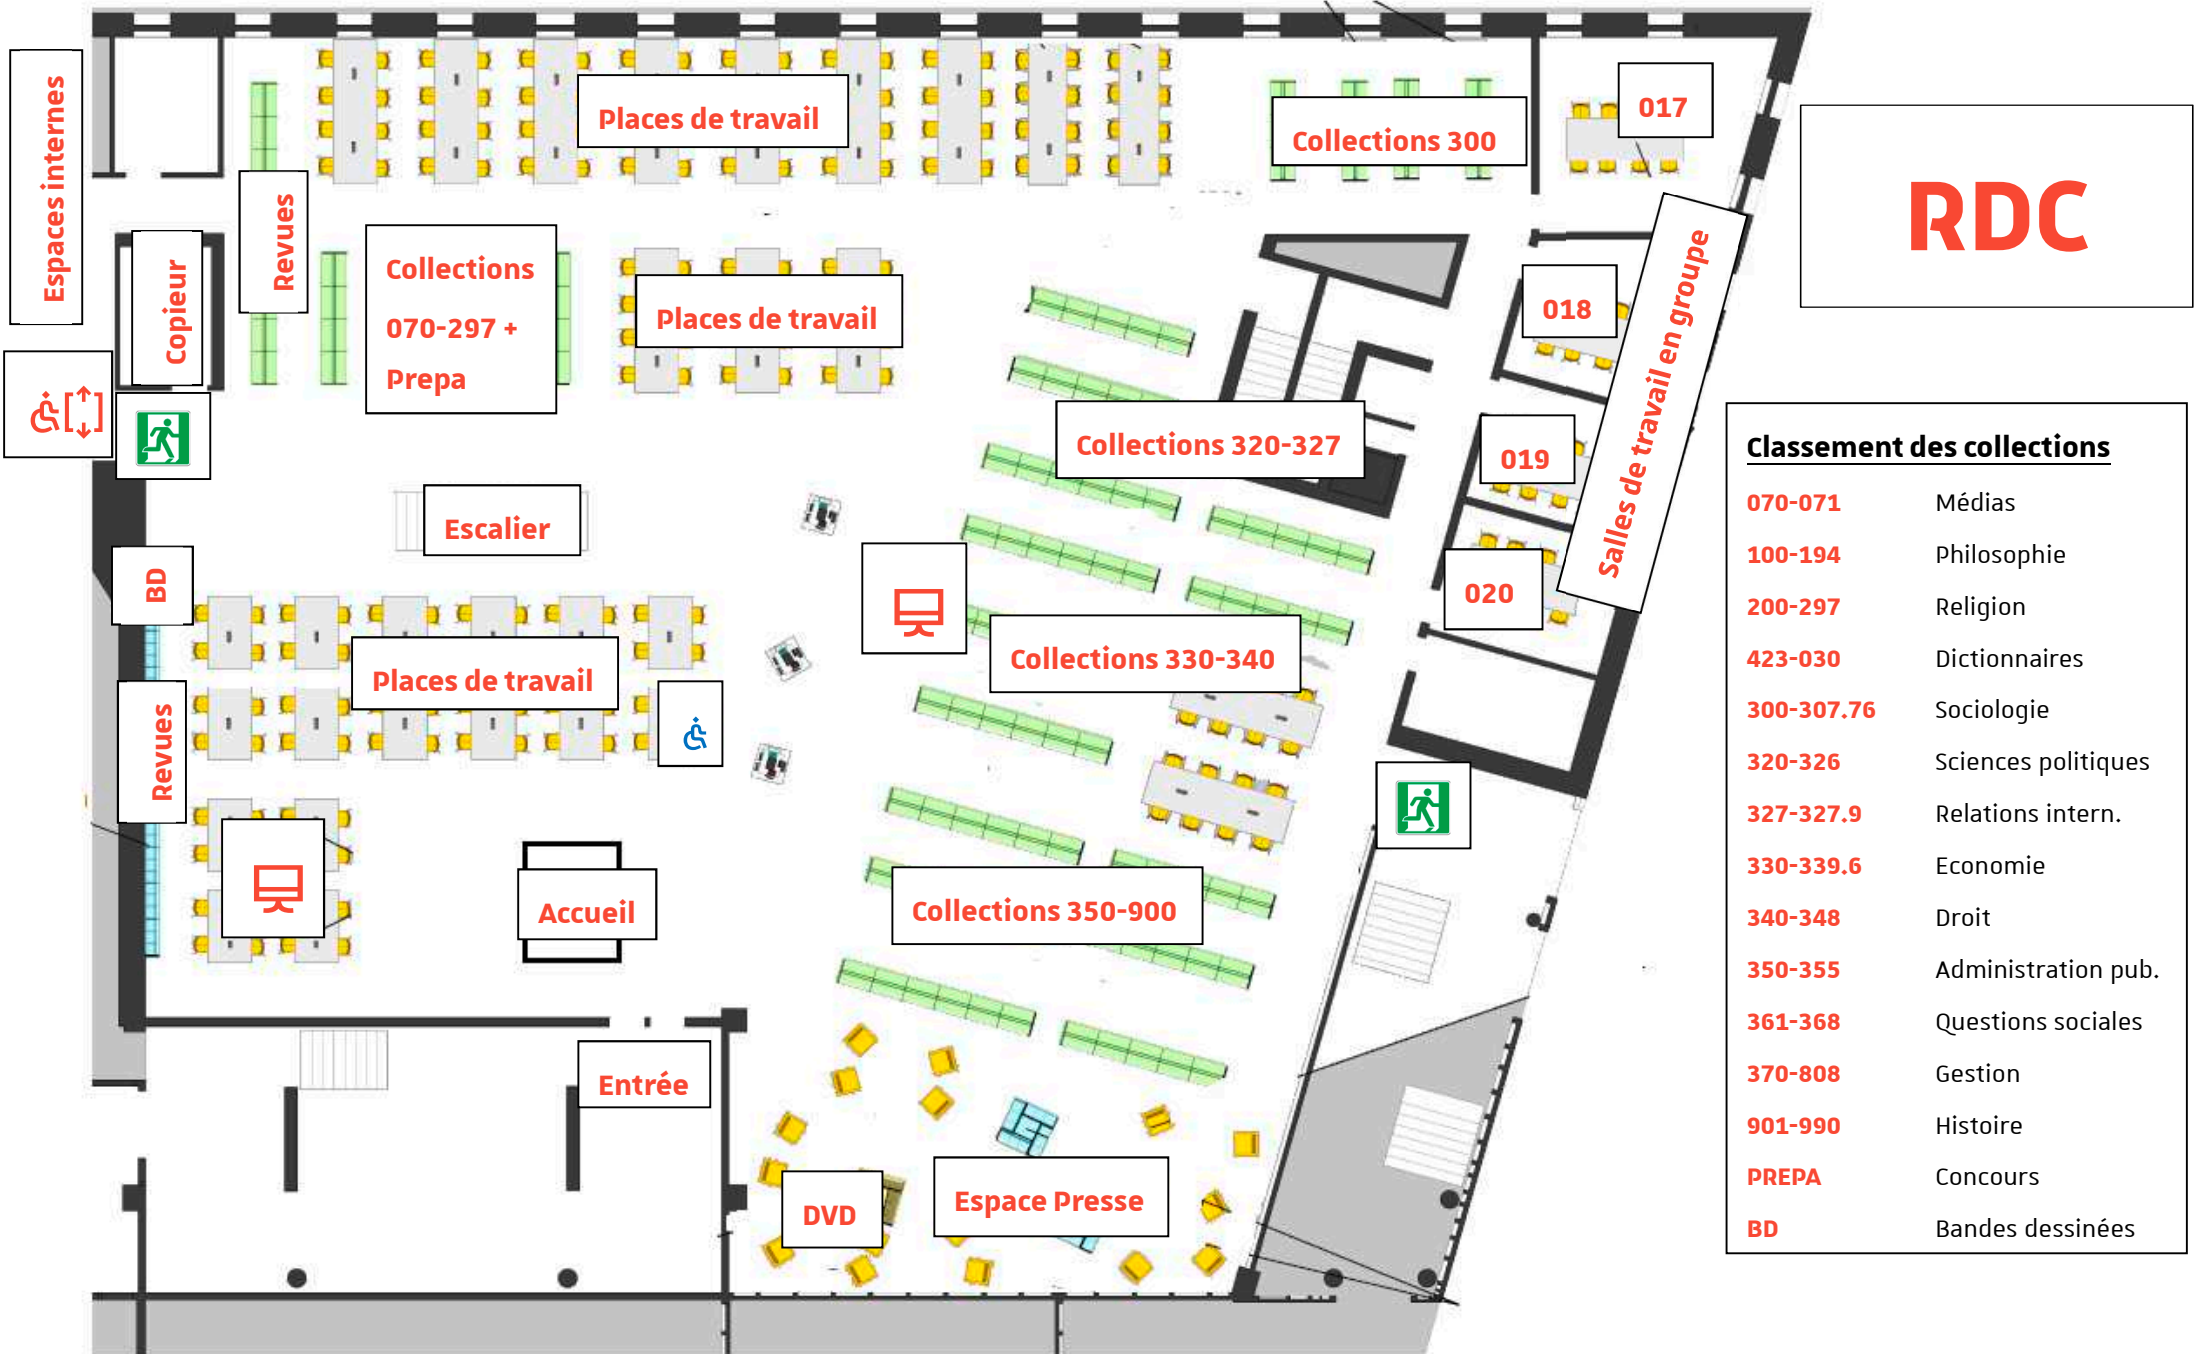 Espaces internes
Places de travail
Collections 300
017
RDC
Revues
Copieur
Collections
070-297 +
Prepa
Places de travail
018
Salles de travail en groupe
Collections 320-327
019
Escalier
BD
020
Places de travail
Collections 330-340
Revues
Accueil
Collections 350-900
Entrée
DVD
Espace Presse
Classement des collections
070-071 Médias
100-194 Philosophie
200-297 Religion
423-030 Dictionnaires
300-307.76 Sociologie
320-326 Sciences politiques
327-327.9 Relations intern.
330-339.6 Economie
340-348 Droit
350-355 Administration pub.
361-368 Questions sociales
370-808 Gestion
901-990 Histoire
PREPA Concours
BD Bandes dessinées